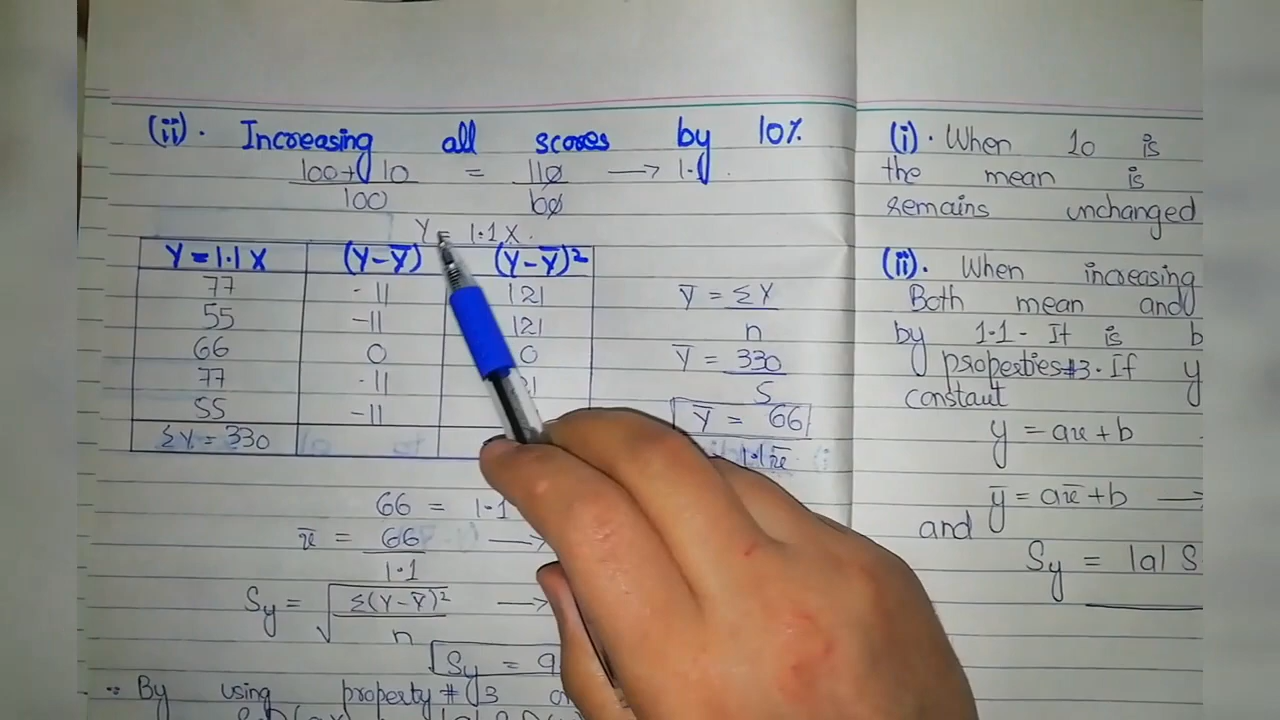 (ii). Increasing all scores by 10%
100+10 = 110 → 1.1.
100 100
Y = 1.1X.
Y = 1.1X (Y-Y̅) (Y-Y̅)²
77 -11 121
55 -11 121
66 0 0
77 -11 21
55 -11
ΣY = 330
Y̅ = ΣY
n
Y̅ = 330
5
Y̅ = 66
1.1x̅
66 = 1.1
x̅ = 66 →
1.1
Sy = √Σ(Y-Y̅)² →
n
Sy = 9
∵ By using property # 3
(i). When 10 is
the mean is
remains unchanged
(ii). When increasing
Both mean and
by 1.1. It is b
properties#3. If y
constant
y = ax+b
y̅ = ax̅+b →
and
Sy = |a| S